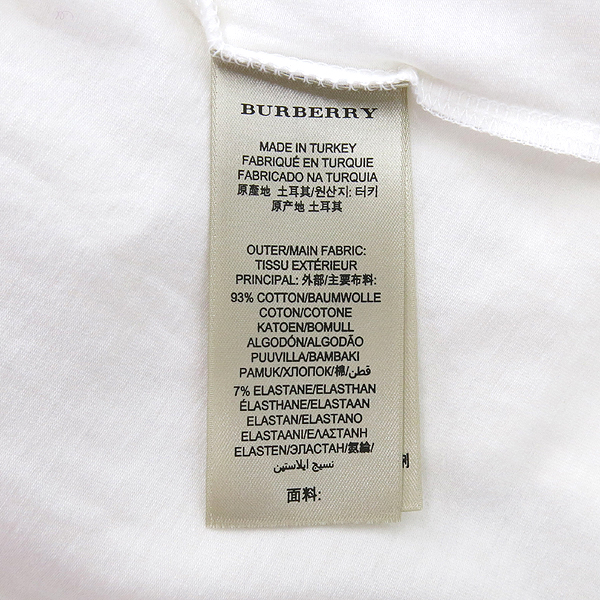 BURBERRY
MADE IN TURKEY
FABRIQUÉ EN TURQUIE
FABRICADO NA TURQUIA
原產地 土耳其/원산지: 터키
原产地 土耳其
OUTER/MAIN FABRIC:
TISSU EXTÉRIEUR
PRINCIPAL: 外部/主要布料:
93% COTTON/BAUMWOLLE
COTON/COTONE
KATOEN/BOMULL
ALGODÓN/ALGODÃO
PUUVILLA/BAMBAKI
PAMUK/ХЛОПОК/棉/قطن/
7% ELASTANE/ELASTHAN
ÉLASTHANE/ELASTAAN
ELASTAN/ELASTANO
ELASTAANI/ΕΛΑΣΤΑΝΗ
ELASTEN/ЭЛАСТАН/氨綸/
نسيج ايلاستين
面料: